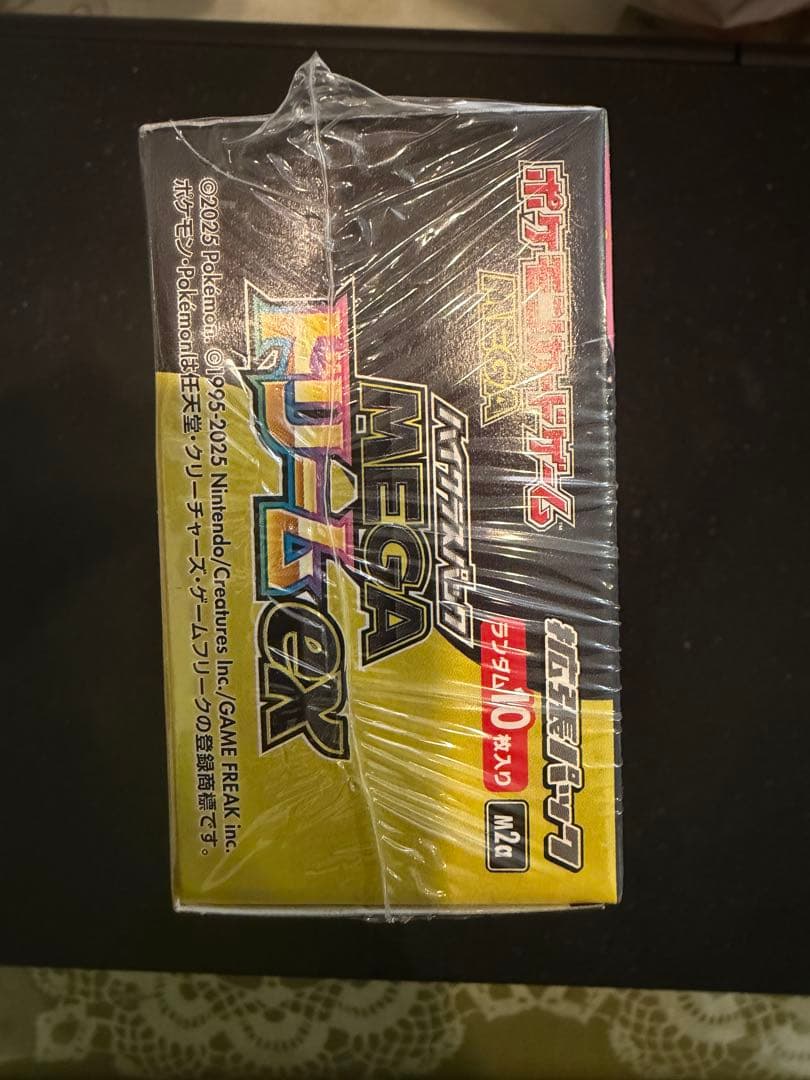 ポケモンカードゲーム
MEGA
拡張パック
ハイクラスパック
MEGA
ドリームex
ランダム10枚入り
M2a
©2025 Pokémon. ©1995-2025 Nintendo/Creatures Inc./GAME FREAK inc.
ポケモン・Pokémonは任天堂・クリーチャーズ・ゲームフリークの登録商標です。